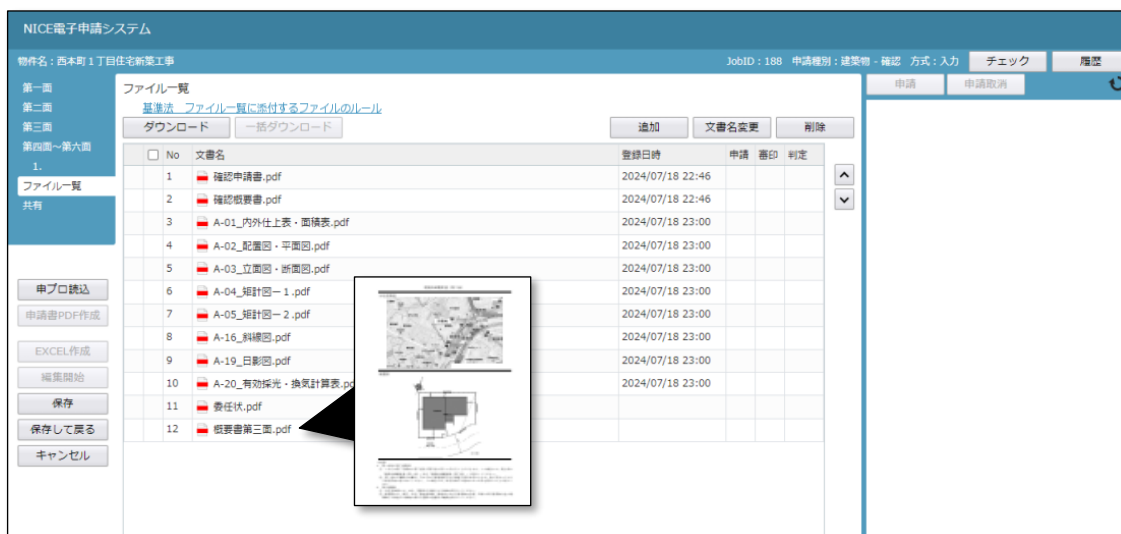 NICE電子申請システム
物件名：西本町１丁目住宅新築工事
JobID：188 申請種別：建築物 - 確認 方式：入力 チェック 履歴
第一面
第二面
第三面
第四面～第六面
1.
ファイル一覧
共有
申プロ読込
申請書PDF作成
EXCEL作成
編集開始
保存
保存して戻る
キャンセル
ファイル一覧
基準法 ファイル一覧に添付するファイルのルール
ダウンロード 一括ダウンロード 追加 文書名変更 削除
No 文書名 登録日時 申請 審印 判定
1 確認申請書.pdf 2024/07/18 22:46
2 確認概要書.pdf 2024/07/18 22:46
3 A-01_内外仕上表・面積表.pdf 2024/07/18 23:00
4 A-02_配置図・平面図.pdf 2024/07/18 23:00
5 A-03_立面図・断面図.pdf 2024/07/18 23:00
6 A-04_矩計図－１.pdf 2024/07/18 23:00
7 A-05_矩計図－２.pdf 2024/07/18 23:00
8 A-16_斜線図.pdf 2024/07/18 23:00
9 A-19_日影図.pdf 2024/07/18 23:00
10 A-20_有効採光・換気計算表.pd 2024/07/18 23:00
11 委任状.pdf
12 概要書第三面.pdf
申請 申請取消